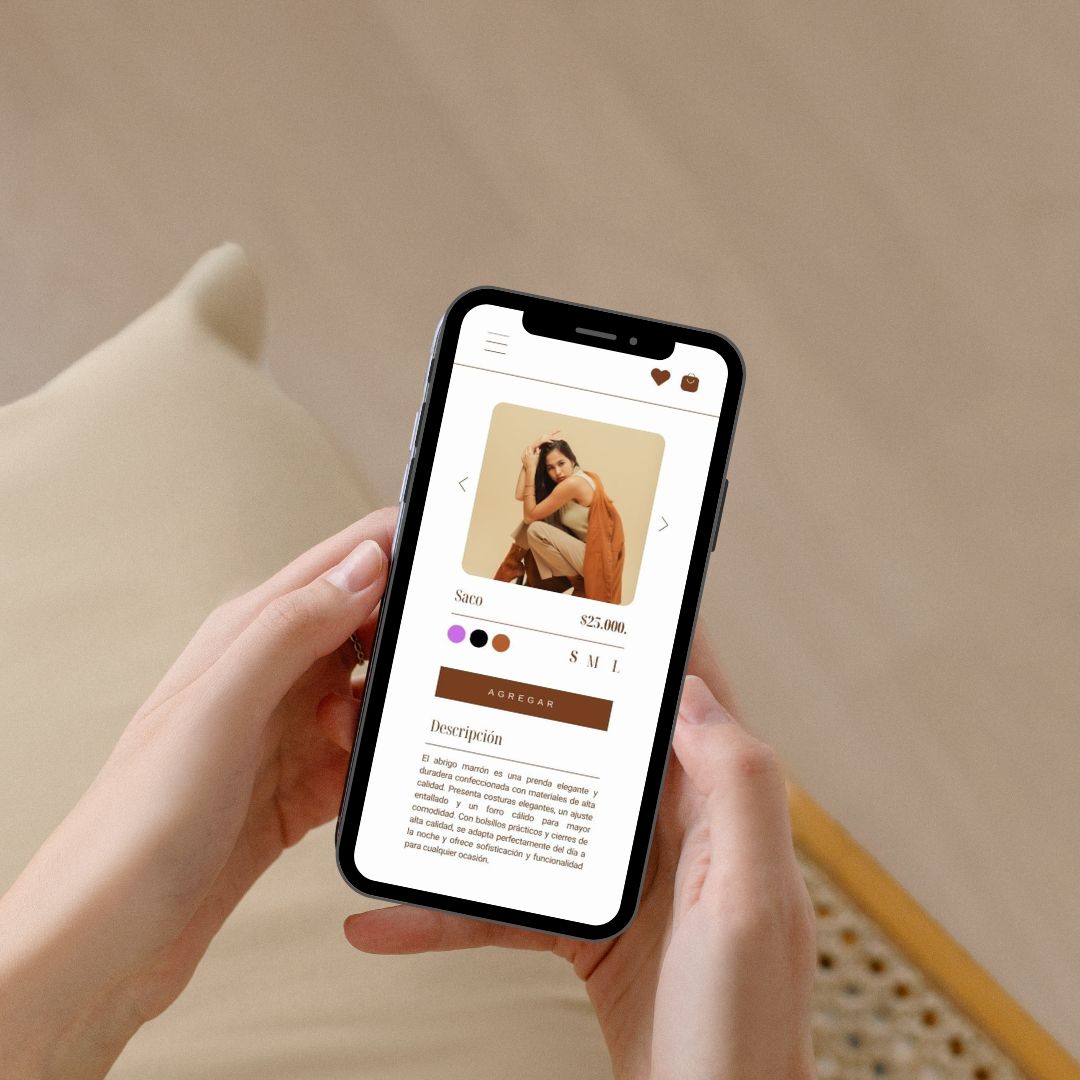 Saco
$25.000.
S M L
AGREGAR
Descripción
El abrigo marrón es una prenda elegante y
duradera confeccionada con materiales de alta
calidad. Presenta costuras elegantes, un ajuste
entallado y un forro cálido para mayor
comodidad. Con bolsillos prácticos y cierres de
alta calidad, se adapta perfectamente del día a
la noche y ofrece sofisticación y funcionalidad
para cualquier ocasión.